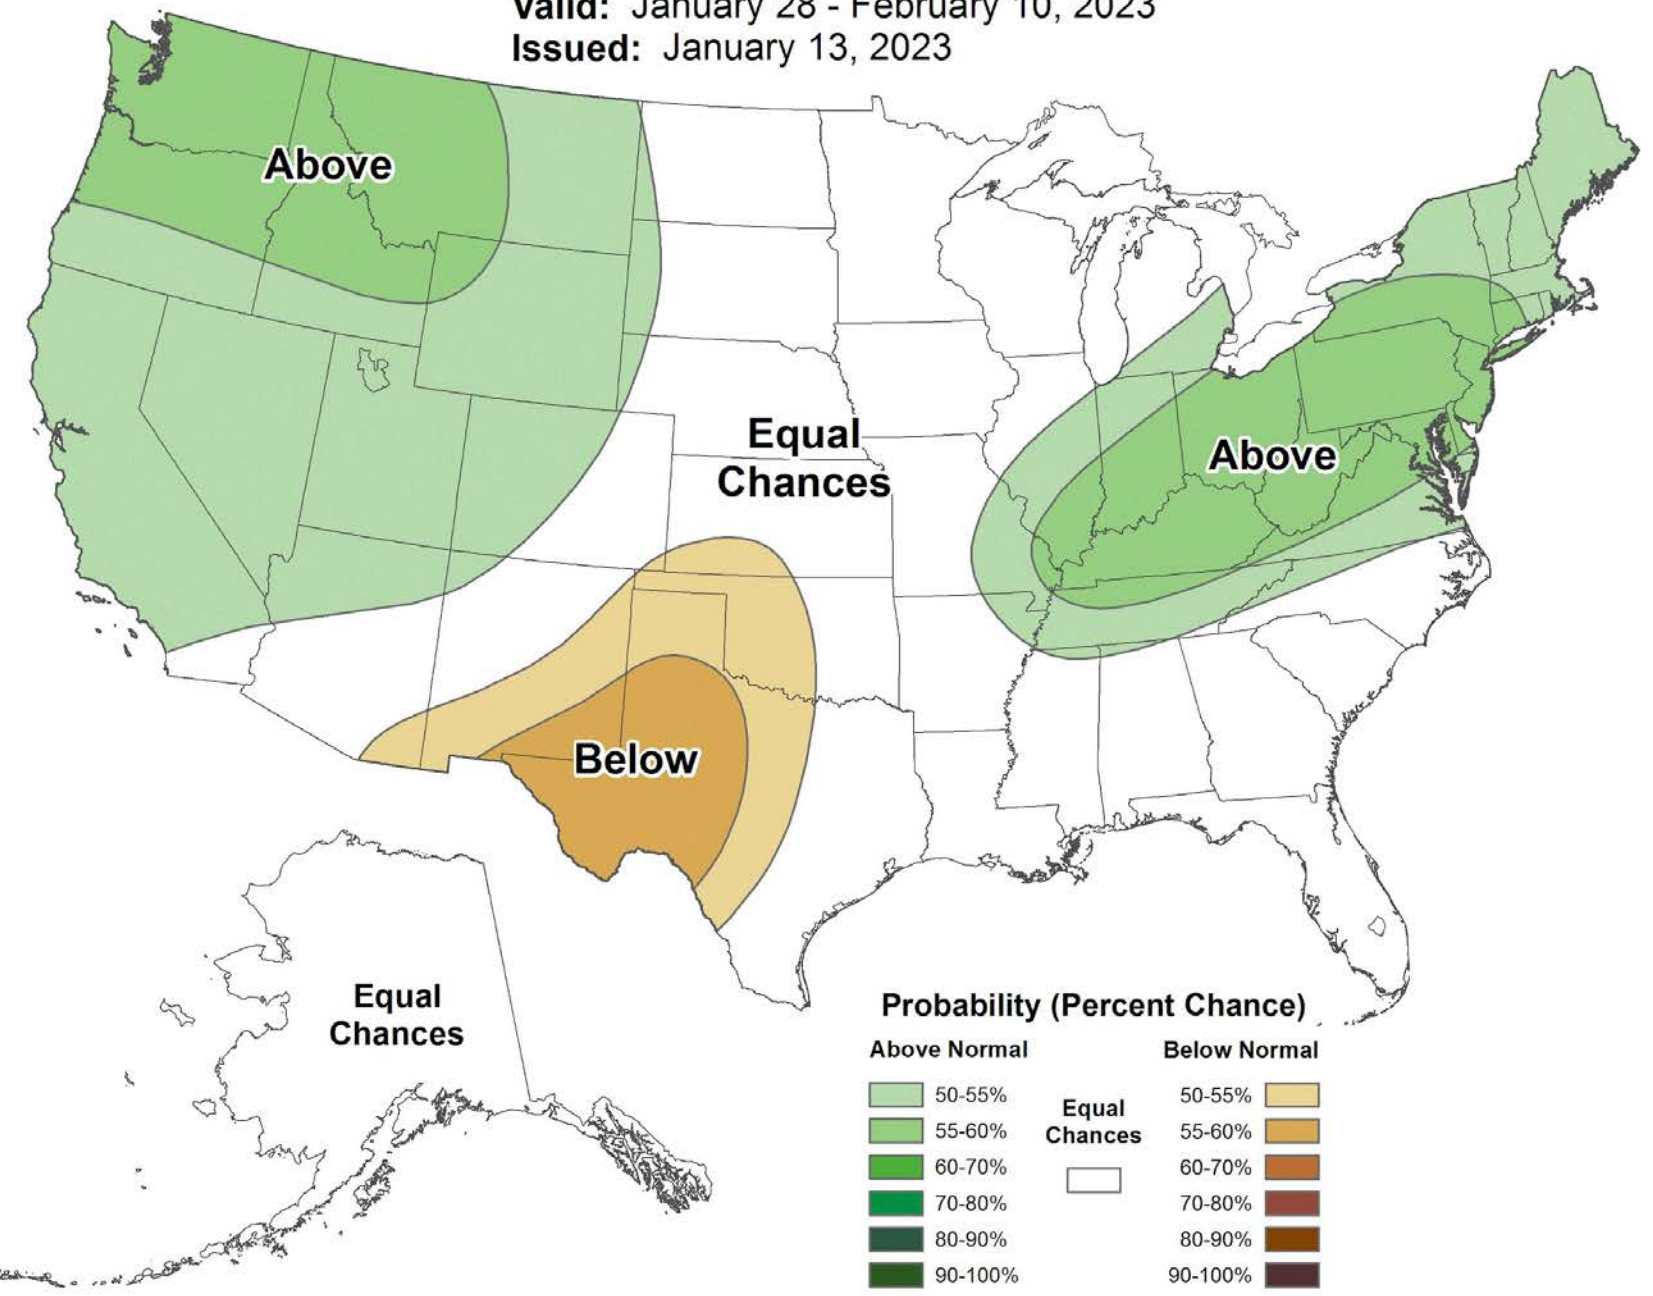 Valid: January 28 - February 10, 2023
Issued: January 13, 2023
Above
Equal
Chances
Above
Below
Equal
Chances
Probability (Percent Chance)
Above Normal
Below Normal
50-55%
55-60%
60-70%
70-80%
80-90%
90-100%
Equal
Chances
50-55%
55-60%
60-70%
70-80%
80-90%
90-100%